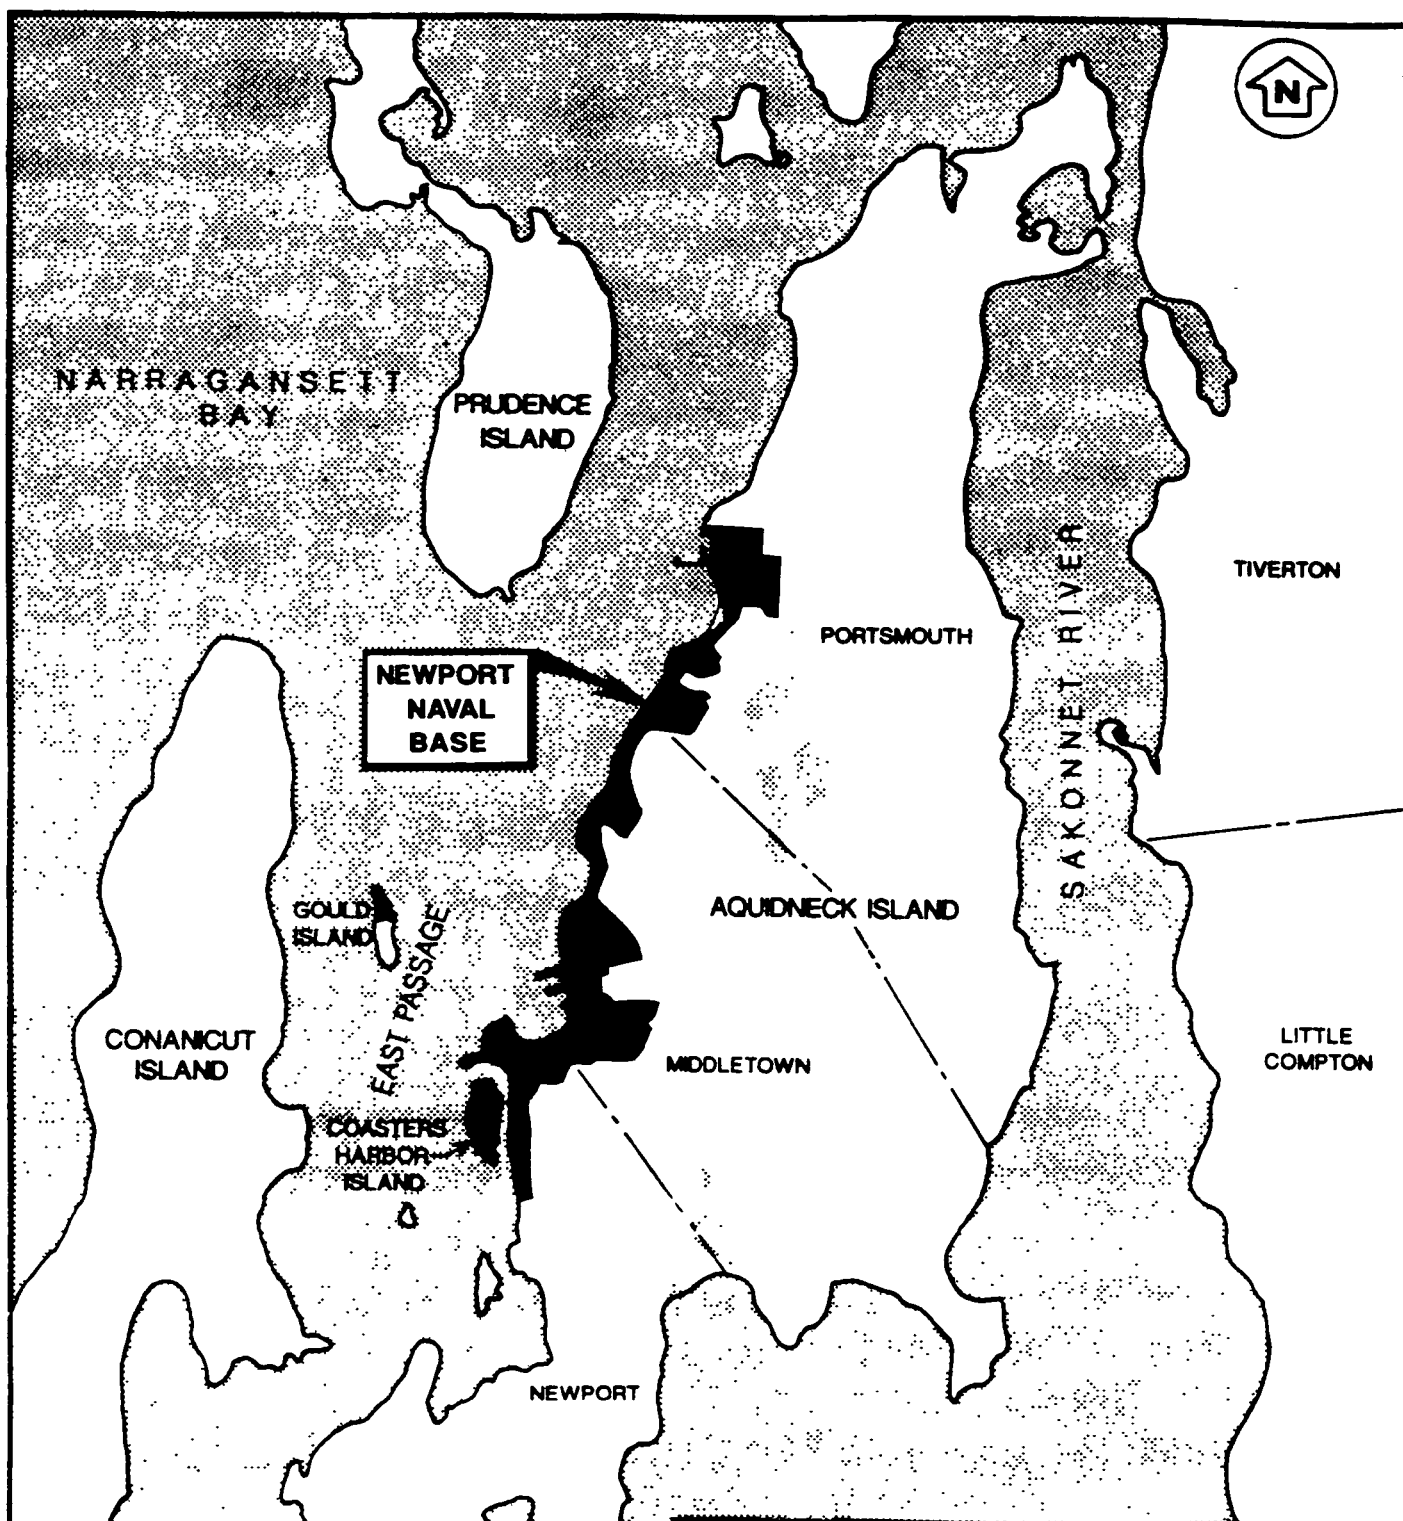 N
NARRAGANSETT
BAY
PRUDENCE
ISLAND
TIVERTON
PORTSMOUTH
SAKONNET RIVER
NEWPORT
NAVAL
BASE
GOULD
ISLAND
AQUIDNECK ISLAND
EAST PASSAGE
CONANICUT
ISLAND
MIDDLETOWN
LITTLE
COMPTON
COASTERS
HARBOR
ISLAND
NEWPORT